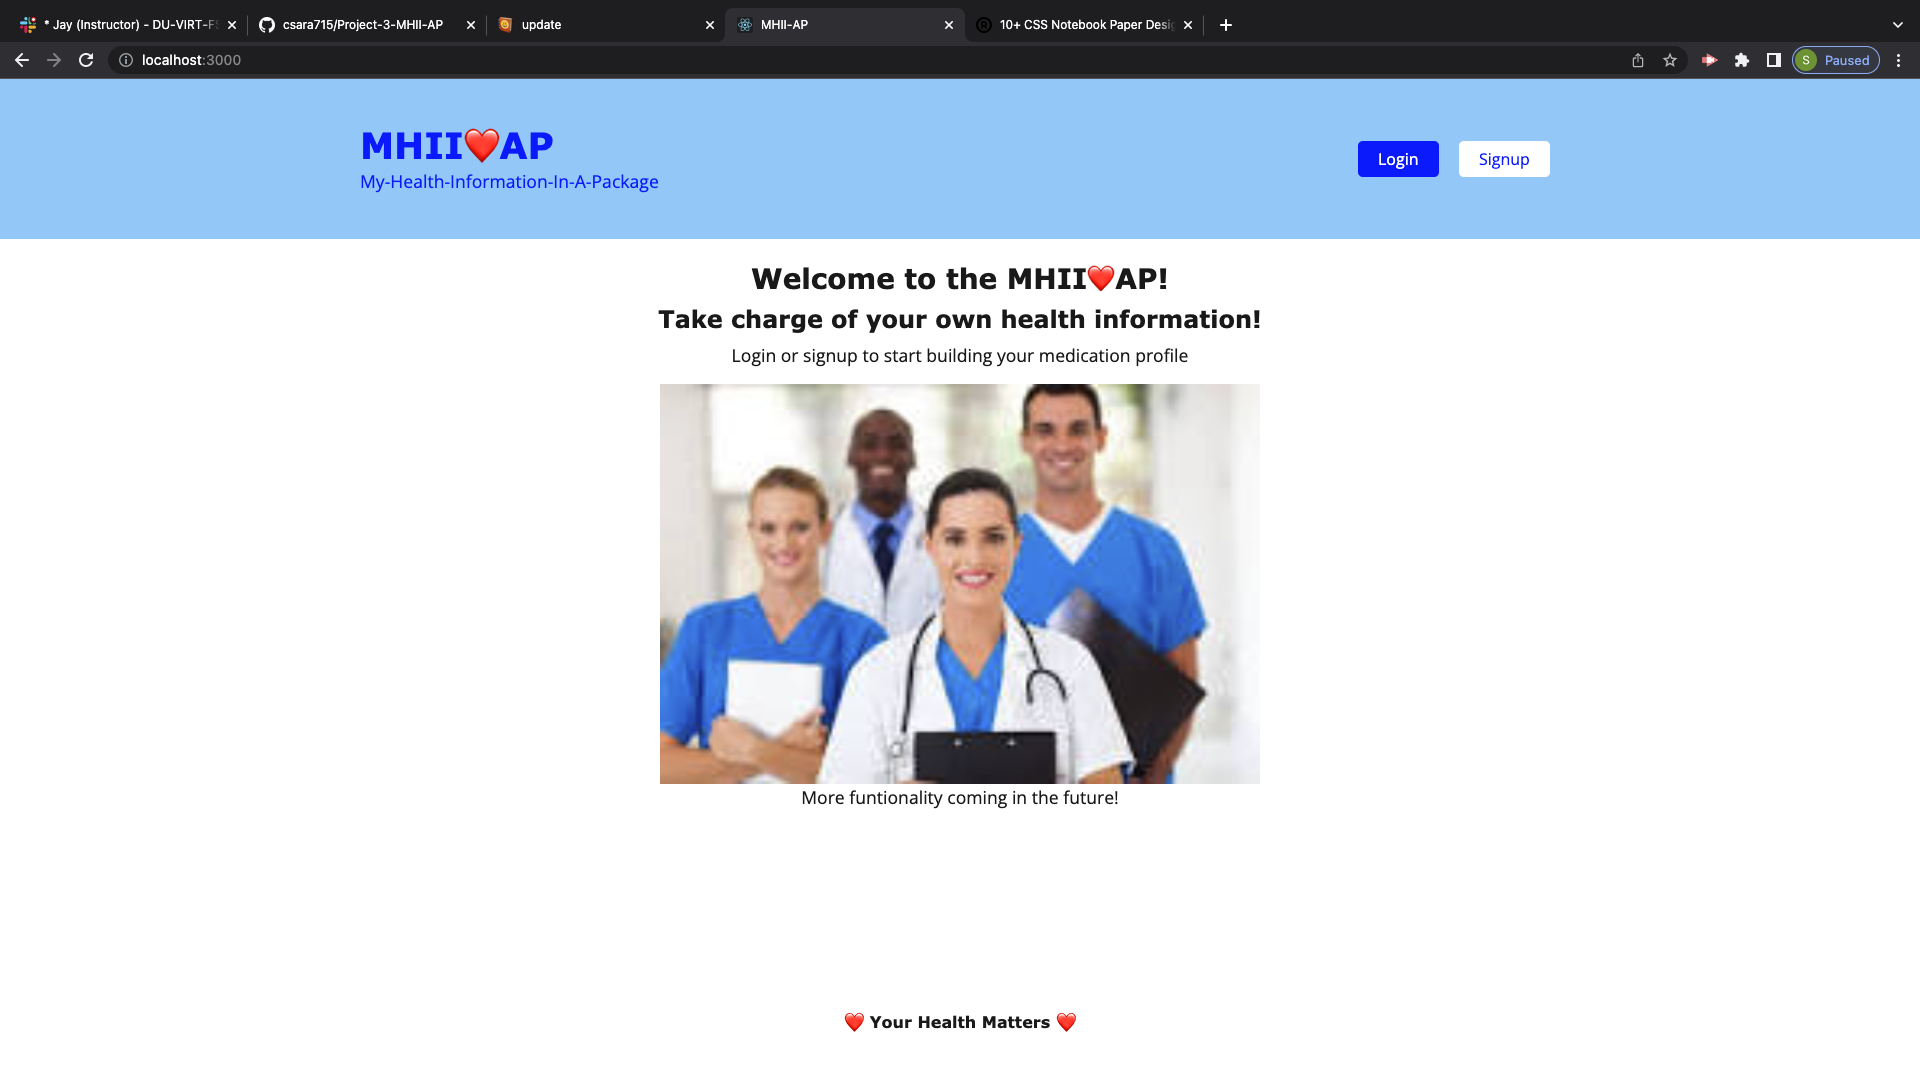 * Jay (Instructor) - DU-VIRT-FS
csara715/Project-3-MHII-AP
update
MHII-AP
10+ CSS Notebook Paper Desi
localhost:3000
S
Paused
MHII❤️AP
My-Health-Information-In-A-Package
Login
Signup
Welcome to the MHII❤️AP!
Take charge of your own health information!
Login or signup to start building your medication profile
More funtionality coming in the future!
❤️ Your Health Matters ❤️